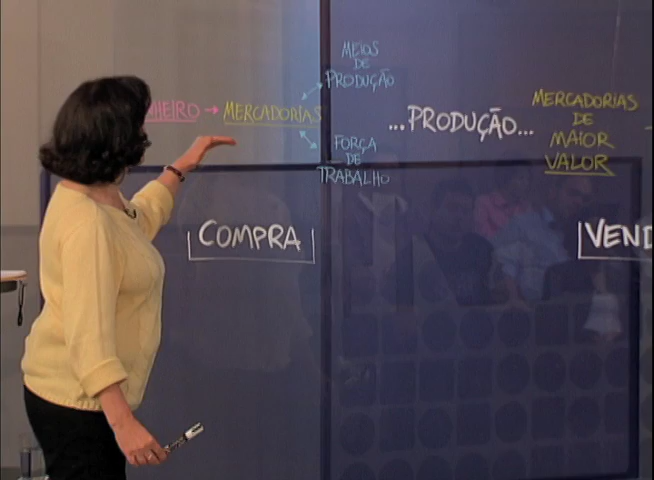 MEIOS
DE
PRODUÇÃO
→ MERCADORIAS
...PRODUÇÃO...
MERCADORIAS
DE
MAIOR
VALOR
FORÇA
DE
TRABALHO
COMPRA